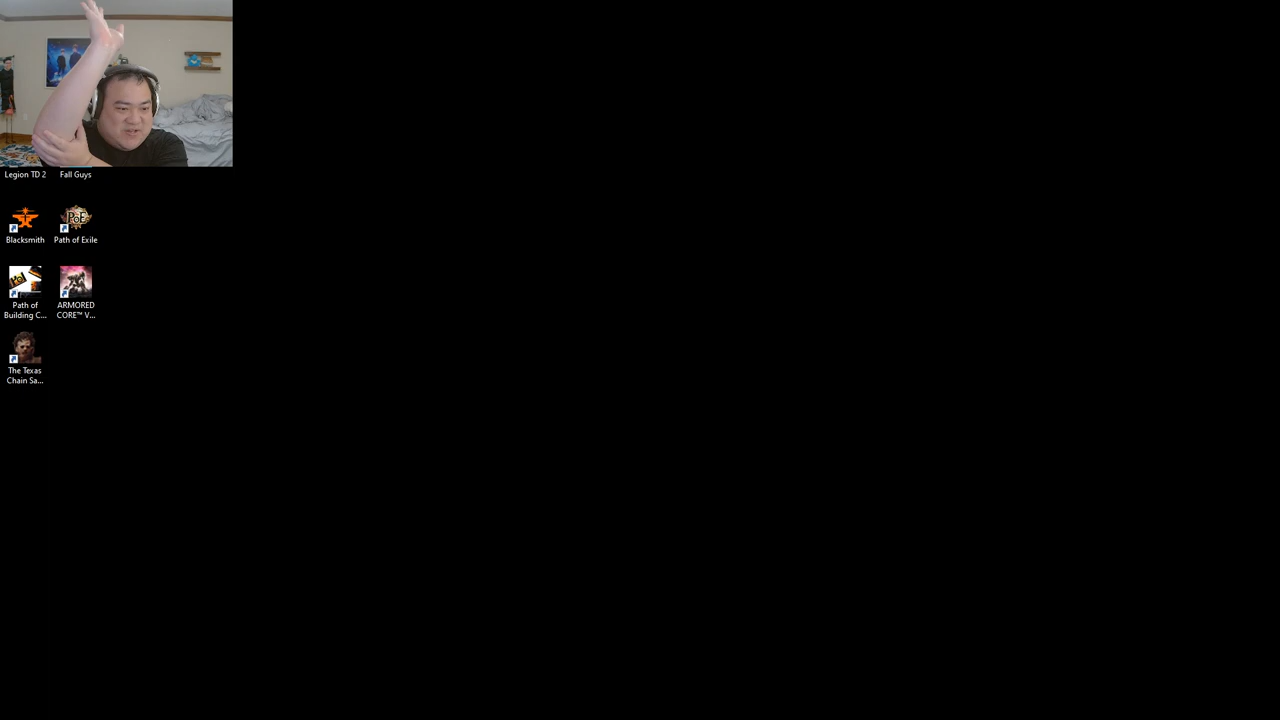 Legion TD 2
Fall Guys
Blacksmith
Path of Exile
Path of
Building C...
ARMORED
CORE™ V...
The Texas
Chain Sa...